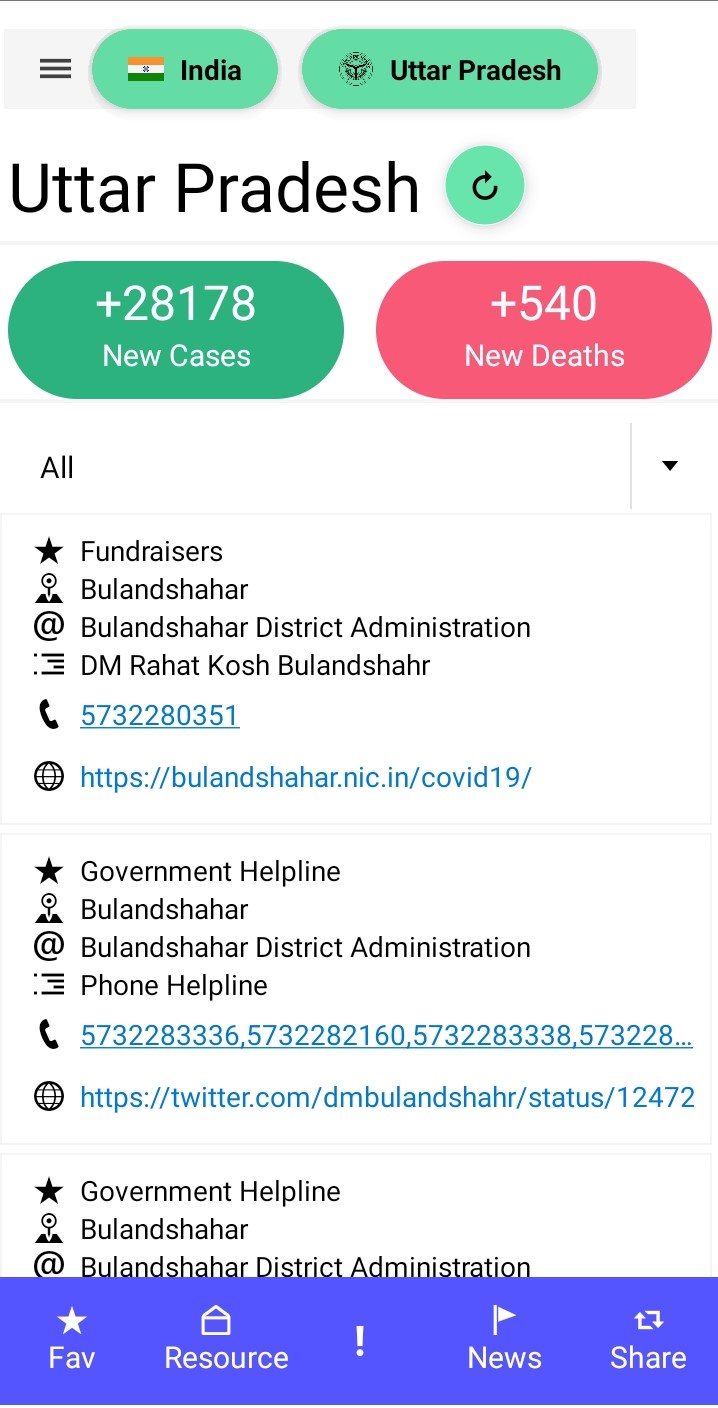 India Uttar Pradesh
Uttar Pradesh
+28178 +540
New Cases New Deaths
All
Fundraisers
Bulandshahar
@ Bulandshahar District Administration
DM Rahat Kosh Bulandshahr
5732280351
https://bulandshahar.nic.in/covid19/
Government Helpline
Bulandshahar
@ Bulandshahar District Administration
Phone Helpline
5732283336,5732282160,5732283338,573228...
https://twitter.com/dmbulandshahr/status/12472
Government Helpline
Bulandshahar
@ Bulandshahar District Administration
!
Fav Resource News Share